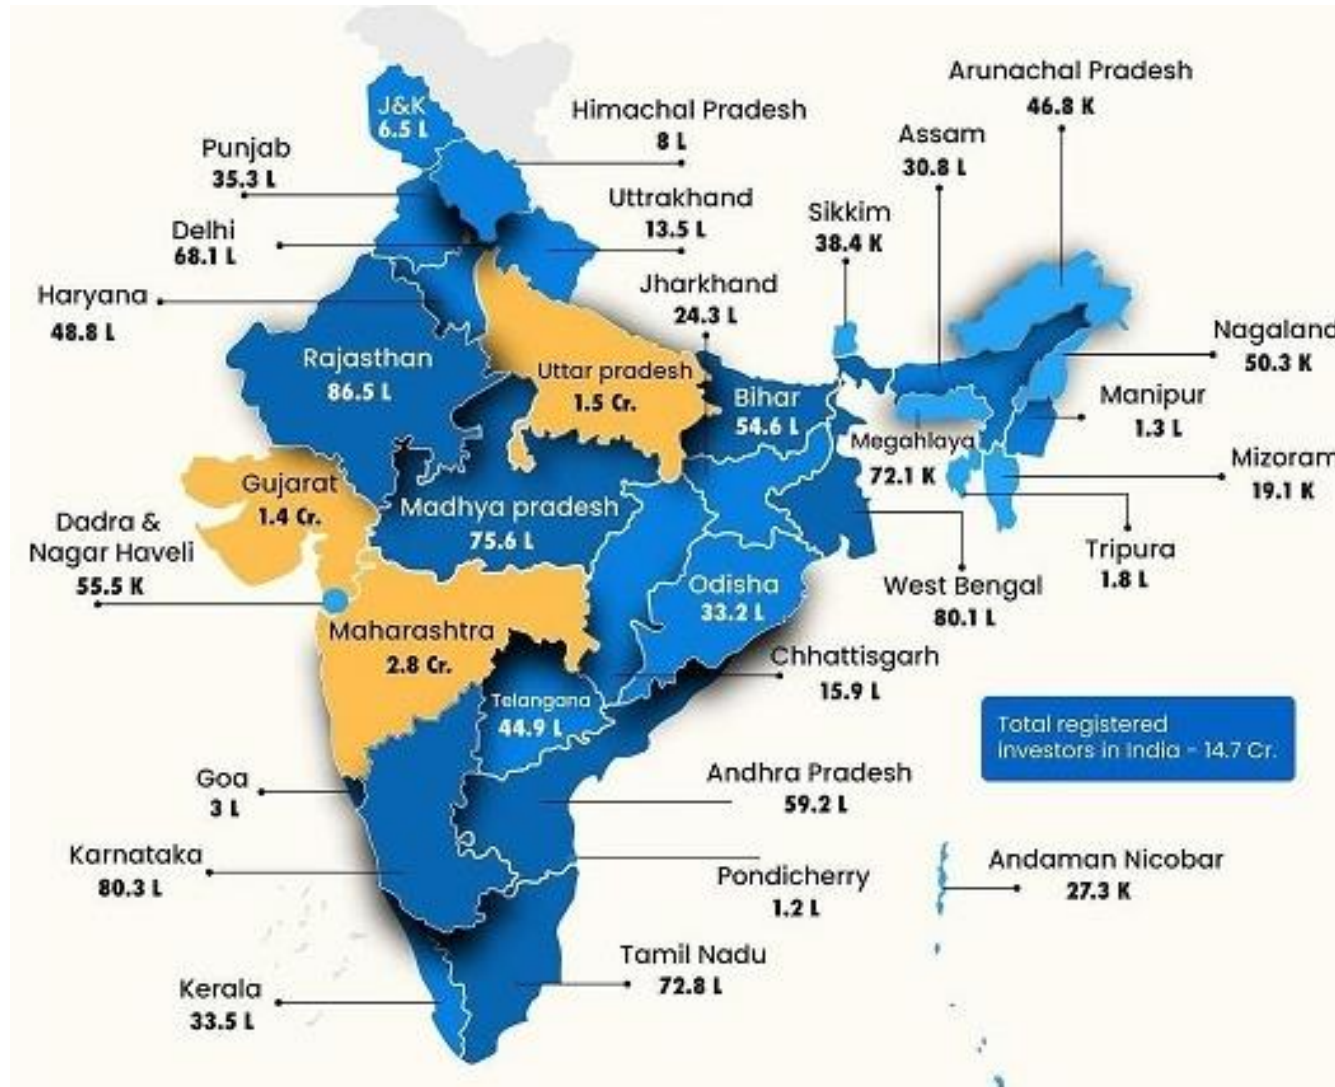 J&K
6.5 L
Himachal Pradesh
8 L
Arunachal Pradesh
46.8 K
Punjab
35.3 L
Assam
30.8 L
Uttrakhand
13.5 L
Sikkim
38.4 K
Delhi
68.1 L
Haryana
48.8 L
Jharkhand
24.3 L
Nagaland
50.3 K
Rajasthan
86.5 L
Uttar pradesh
1.5 Cr.
Bihar
54.6 L
Manipur
1.3 L
Megahlaya
72.1 K
Mizoram
19.1 K
Gujarat
1.4 Cr.
Madhya pradesh
75.6 L
Dadra &
Nagar Haveli
55.5 K
Tripura
1.8 L
Odisha
33.2 L
West Bengal
80.1 L
Maharashtra
2.8 Cr.
Chhattisgarh
15.9 L
Telangana
44.9 L
Total registered
investors in India - 14.7 Cr.
Goa
3 L
Andhra Pradesh
59.2 L
Karnataka
80.3 L
Pondicherry
1.2 L
Andaman Nicobar
27.3 K
Tamil Nadu
72.8 L
Kerala
33.5 L